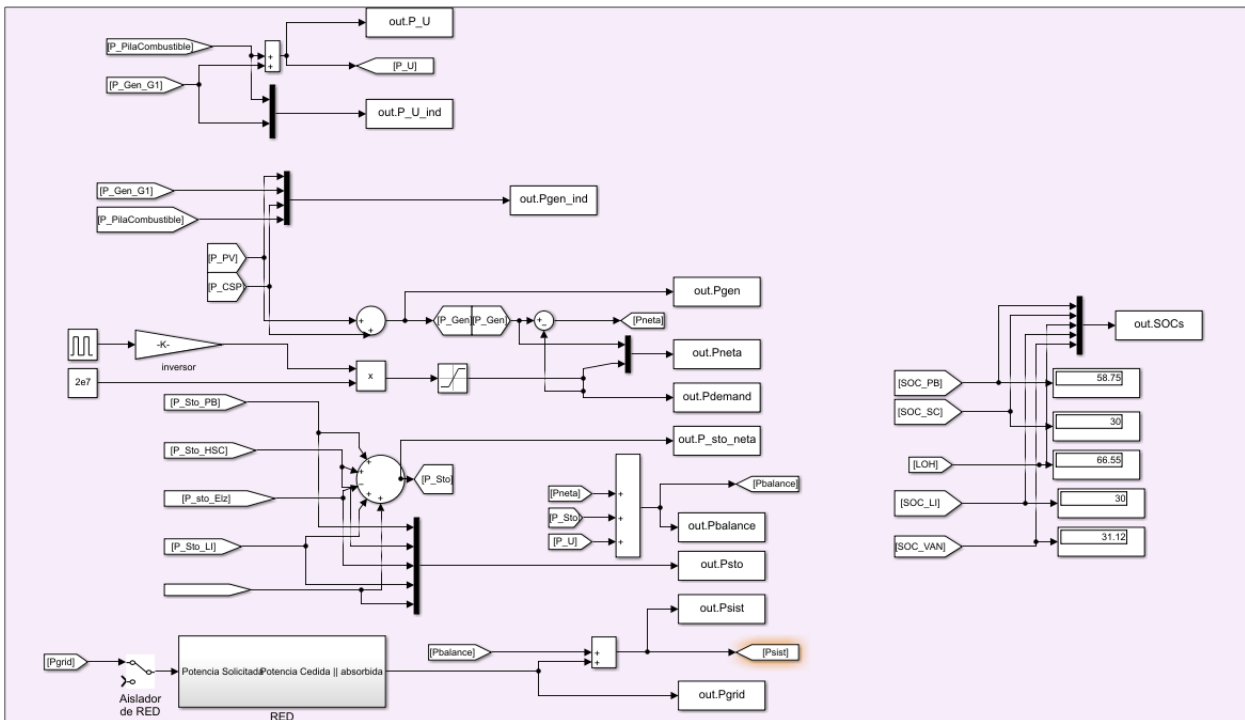 out.P_U
[P_PilaCombustible]
+
+
[P_U]
[P_Gen_G1]
out.P_U_ind
[P_Gen_G1]
out.Pgen_ind
[P_PilaCombustible]
[P_PV]
[P_CSP]
out.Pgen
+
+
[P_Gen]
[P_Gen]
+
-
[Pneta]
-K-
inversor
out.Pneta
2e7
x
out.Pdemand
[P_Sto_PB]
out.P_sto_neta
[P_Sto_HSC]
+
+
-
+
+
[P_Sto]
[P_sto_Elz]
[P_Sto_LI]
[Pneta]
[P_Sto]
[P_U]
+
+
+
[Pbalance]
out.Pbalance
out.Psto
out.Psist
[Pbalance]
+
+
[Psist]
[Pgrid]
Aislador
de RED
Potencia Solicitada
Potencia Cedida || absorbida
RED
out.Pgrid
out.SOCs
[SOC_PB]
58.75
[SOC_SC]
30
[LOH]
66.55
[SOC_LI]
30
[SOC_VAN]
31.12